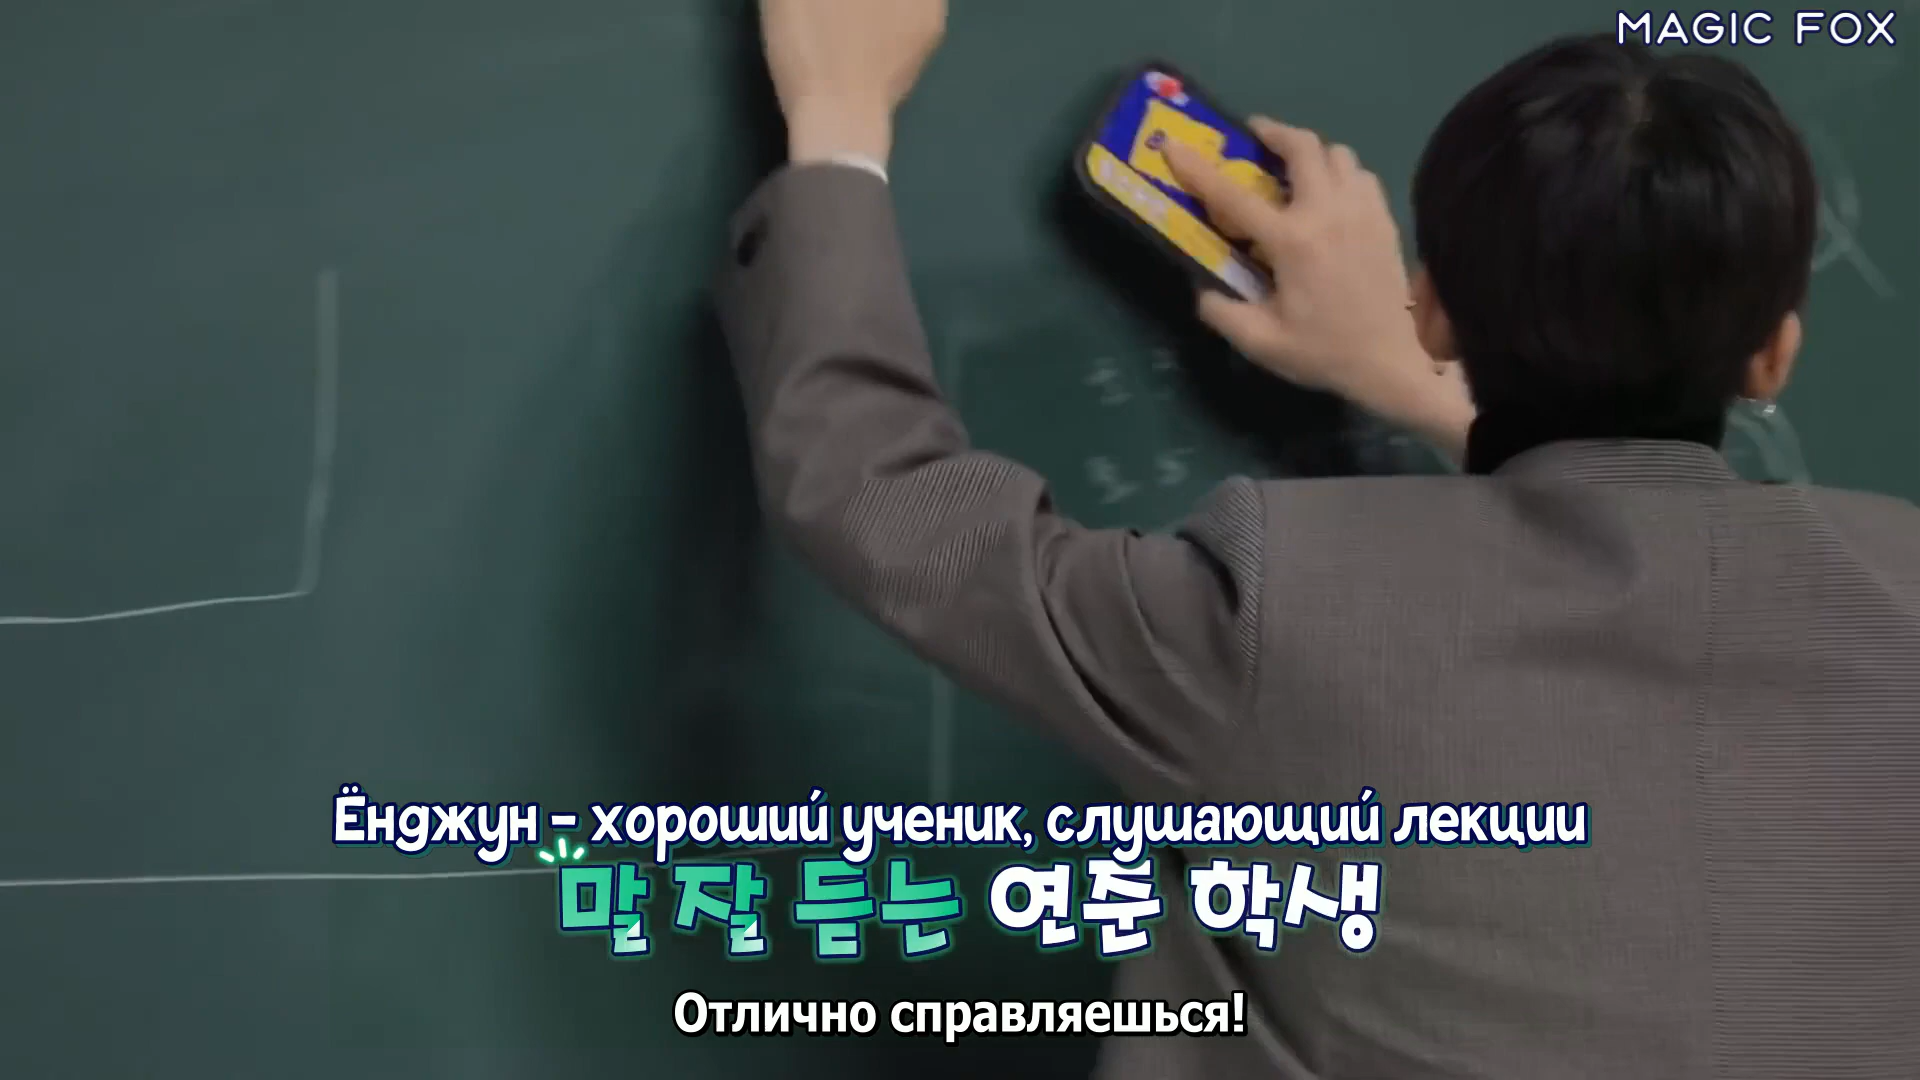 MAGIC FOX
Ёнджун - хороший ученик, слушающий лекции
말 잘 듣는 연준 학생
Отлично справляешься!